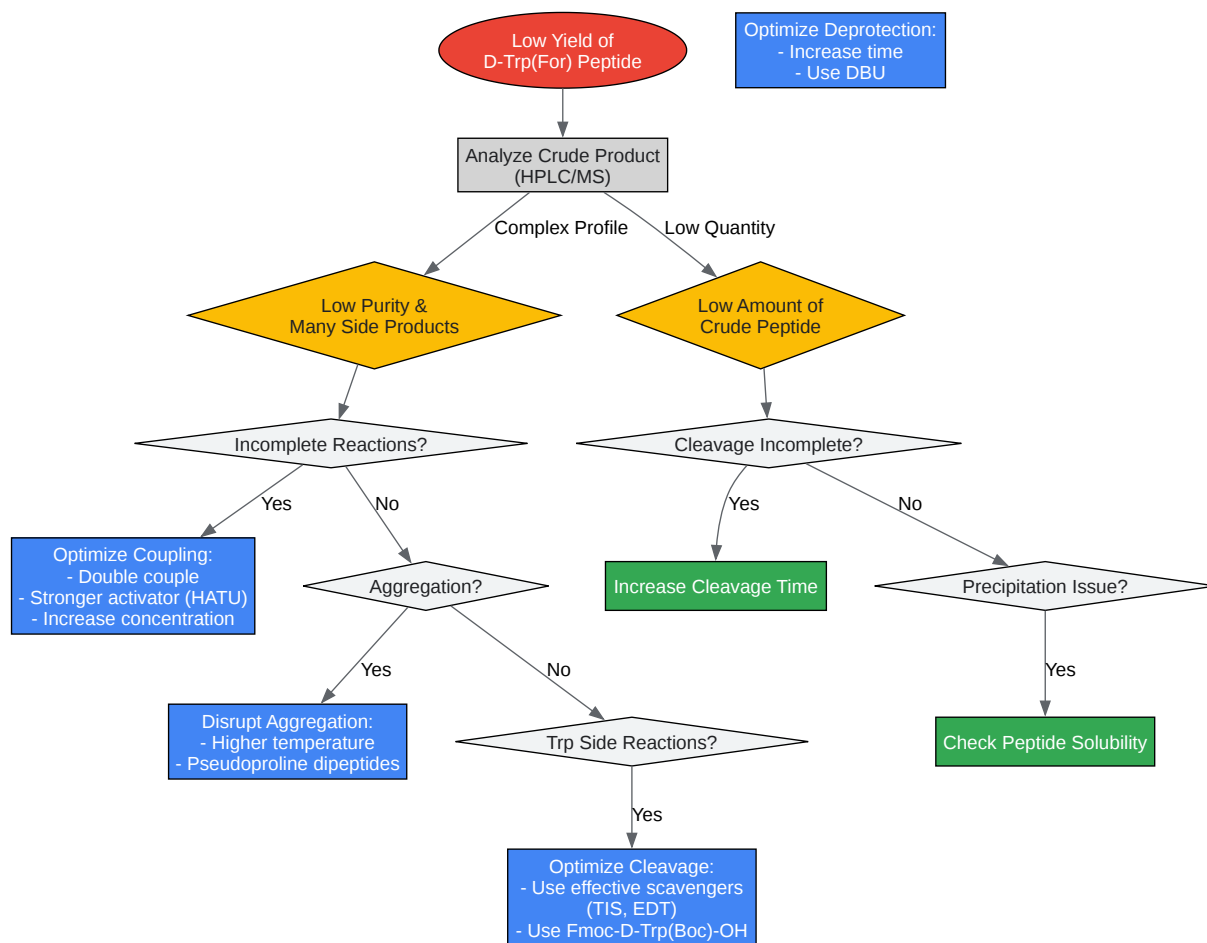 Low Yield of
D-Trp(For) Peptide
Optimize Deprotection:
- Increase time
- Use DBU
Analyze Crude Product
(HPLC/MS)
Complex Profile
Low Quantity
Low Purity &
Many Side Products
Low Amount of
Crude Peptide
Incomplete Reactions?
Cleavage Incomplete?
Yes
No
Yes
No
Optimize Coupling:
- Double couple
- Stronger activator (HATU)
- Increase concentration
Aggregation?
Increase Cleavage Time
Precipitation Issue?
Yes
No
Yes
Disrupt Aggregation:
- Higher temperature
- Pseudoproline dipeptides
Trp Side Reactions?
Check Peptide Solubility
Yes
Optimize Cleavage:
- Use effective scavengers
(TIS, EDT)
- Use Fmoc-D-Trp(Boc)-OH